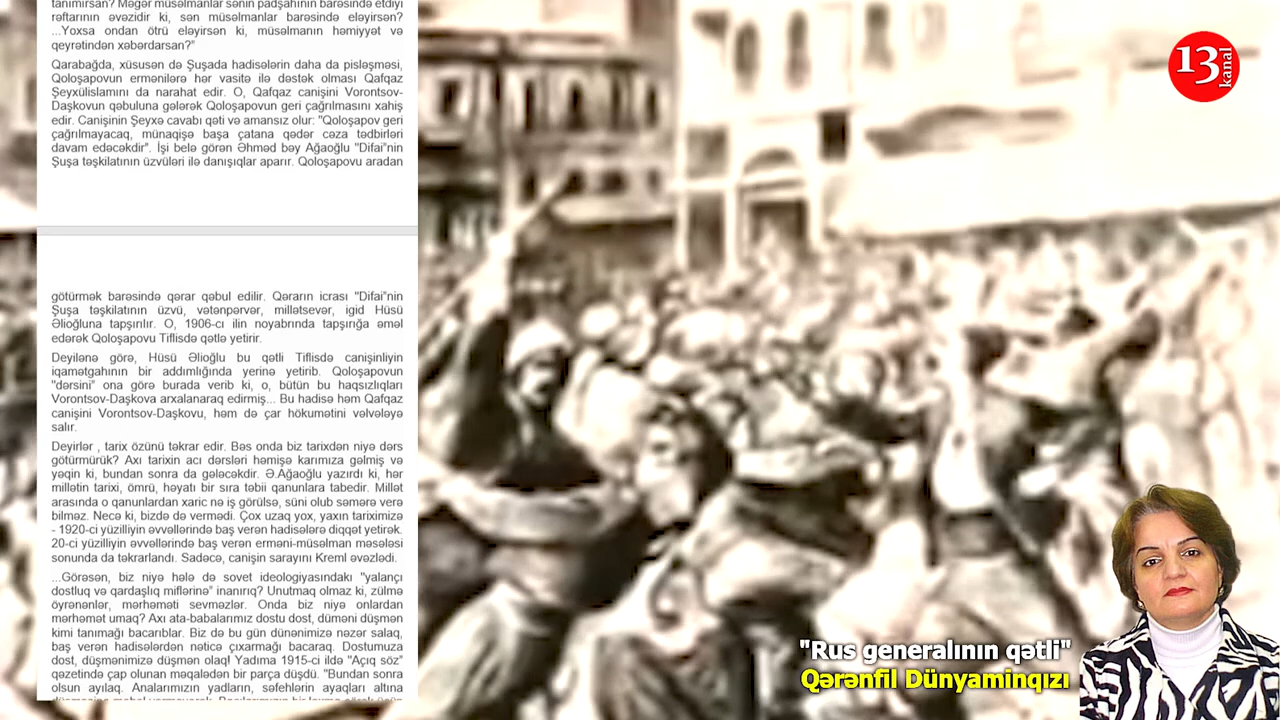 tanımırsan? Məgər müsəlmanlar sənin padşahının barəsində etdiyi
rəftarının əvəzidir ki, sən müsəlmanlar barəsində eləyirsən?
...Yoxsa ondan ötrü eləyirsən ki, müsəlmanın həmiyyət və
qeyrətindən xəbərdarsan?"
Qarabağda, xüsusən də Şuşada hadisələrin daha da pisləşməsi,
Qoloşapovun ermənilərə hər vasitə ilə dəstək olması Qafqaz
Şeyxülislamını da narahat edir. O, Qafqaz canişini Vorontsov-
Daşkovun qəbuluna gələrək Qoloşapovun geri çağrılmasını xahiş
edir. Canişinin Şeyxə cavabı qəti və amansız olur: "Qoloşapov geri
çağrılmayacaq, münaqişə başa çatana qədər cəza tədbirləri
davam edəcəkdir". İşi belə görən Əhməd bəy Ağaoğlu "Difai"nin
Şuşa təşkilatının üzvüləri ilə danışıqlar aparır. Qoloşapovu aradan
götürmək barəsində qərar qəbul edilir. Qərarın icrası "Difai"nin
Şuşa təşkilatının üzvü, vətənpərvər, millətsevər, igid Hüsü
Əlioğluna tapşırılır. O, 1906-cı ilin noyabrında tapşırığa əməl
edərək Qoloşapovu Tiflisdə qətlə yetirir.
Deyilənə görə, Hüsü Əlioğlu bu qətli Tiflisdə canişinliyin
iqamətgahının bir addımlığında yerinə yetirib. Qoloşapovun
"dərsini" ona görə burada verib ki, o, bütün bu haqsızlıqları
Vorontsov-Daşkova arxalanaraq edirmiş... Bu hadisə həm Qafqaz
canişini Vorontsov-Daşkovu, həm də çar hökumətini vəlvələyə
salır.
Deyirlər , tarix özünü təkrar edir. Bəs onda biz tarixdən niyə dərs
götürmürük? Axı tarixin acı dərsləri həmişə karımıza gəlmiş və
yəqin ki, bundan sonra da gələcəkdir. Ə.Ağaoğlu yazırdı ki, hər
millətin tarixi, ömrü, həyatı bir sıra təbii qanunlara tabedir. Millət
arasında o qanunlardan xaric nə iş görülsə, süni olub səmərə verə
bilməz. Necə ki, bizdə də vermədi. Çox uzaq yox, yaxın tariximizə
- 1920-ci yüzilliyin əvvəllərində baş verən hadisələrə diqqət yetirək.
20-ci yüzilliyin əvvəllərində baş verən erməni-müsəlman məsələsi
sonunda da təkrarlandı. Sadəcə, canişin sarayını Kreml əvəzlədi.
...Görəsən, biz niyə hələ də sovet ideologiyasındakı "yalançı
dostluq və qardaşlıq miflərinə" inanırıq? Unutmaq olmaz ki, zülmə
öyrənənlər, mərhəməti sevməzlər. Onda biz niyə onlardan
mərhəmət umaq? Axı ata-babalarımız dostu dost, düməni düşmən
kimi tanımağı bacarıblar. Biz də bu gün dünənimizə nəzər salaq,
baş verən hadisələrdən nəticə çıxarmağı bacaraq. Dostumuza
dost, düşmənimizə düşmən olaq! Yadıma 1915-ci ildə "Açıq söz"
qəzetində çap olunan məqalədən bir parça düşdü. "Bundan sonra
olsun ayılaq. Analarımızın yadların, səfehlərin ayaqları altına
13 kanal
"Rus generalının qətli"
Qərənfil Dünyaminqızı